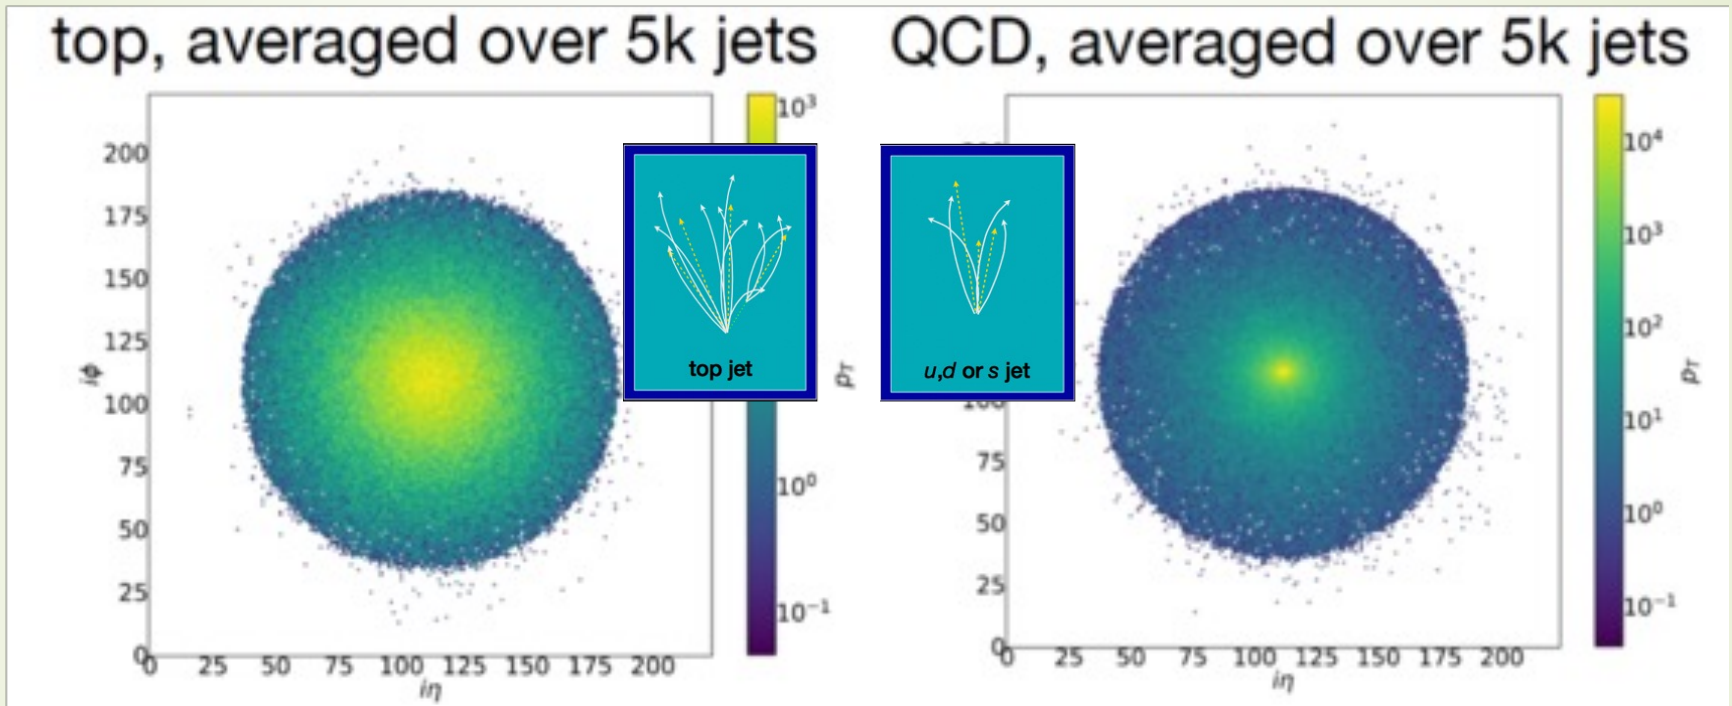 top, averaged over 5k jets
QCD, averaged over 5k jets
200
175
150
125
100
75
50
25
0
iϕ
0 25 50 75 100 125 150 175 200
iη
10³
10⁰
10⁻¹
p_T
top jet
u,d or s jet
75
50
25
0
0 25 50 75 100 125 150 175 200
iη
10⁴
10³
10²
10¹
10⁰
10⁻¹
p_T